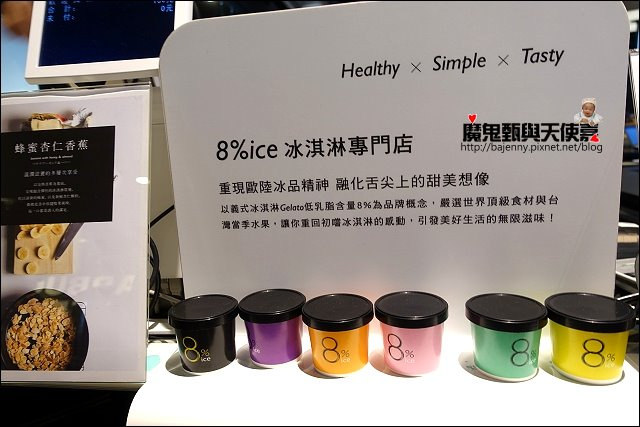 Healthy × Simple × Tasty
魔鬼甄與天使嘉
http://bajenny.pixnet.net/blog
8%ice 冰淇淋專門店
重現歐陸冰品精神 融化舌尖上的甜美想像
以義式冰淇淋Gelato低乳脂含量8%為品牌概念，嚴選世界頂級食材與台
灣當季水果，讓你重回初嚐冰淇淋的感動，引發美好生活的無限滋味！
蜂蜜杏仁香蕉
8% ice
8%
8%
8%
8%
8% ice